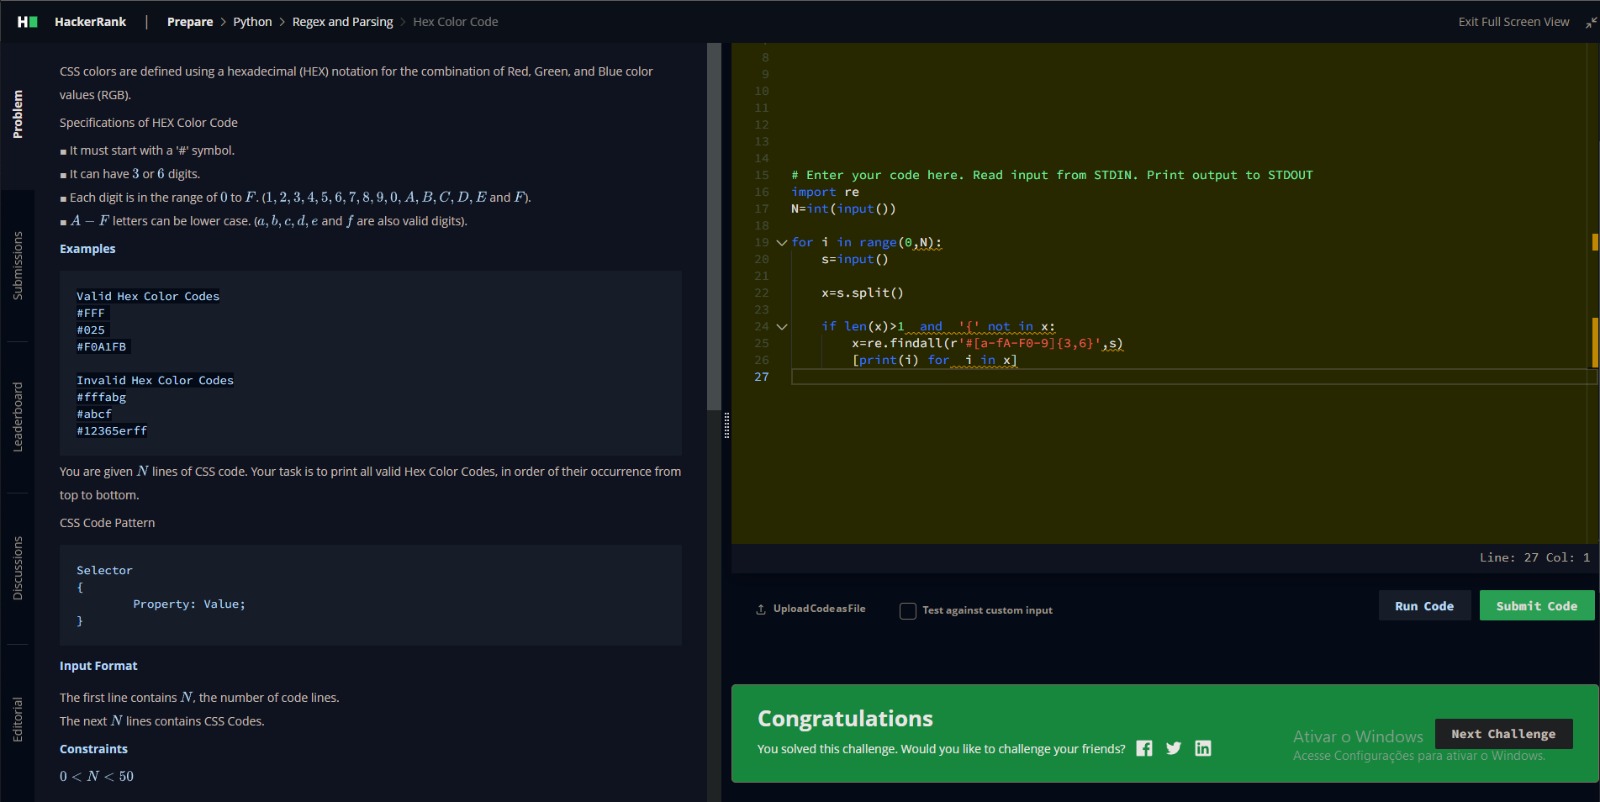 HackerRank | Prepare > Python > Regex and Parsing > Hex Color Code
Exit Full Screen View
Problem
Submissions
Leaderboard
Discussions
Editorial
CSS colors are defined using a hexadecimal (HEX) notation for the combination of Red, Green, and Blue color
values (RGB).
Specifications of HEX Color Code
■ It must start with a '#' symbol.
■ It can have 3 or 6 digits.
■ Each digit is in the range of 0 to F. (1, 2, 3, 4, 5, 6, 7, 8, 9, 0, A, B, C, D, E and F).
■ A − F letters can be lower case. (a, b, c, d, e and f are also valid digits).
Examples
Valid Hex Color Codes
#FFF
#025
#F0A1FB
Invalid Hex Color Codes
#fffabg
#abcf
#12365erff
You are given N lines of CSS code. Your task is to print all valid Hex Color Codes, in order of their occurrence from
top to bottom.
CSS Code Pattern
Selector
{
Property: Value;
}
Input Format
The first line contains N, the number of code lines.
The next N lines contains CSS Codes.
Constraints
0 < N < 50
8
9
10
11
12
13
14
15 # Enter your code here. Read input from STDIN. Print output to STDOUT
16 import re
17 N=int(input())
18
19 for i in range(0,N):
20 s=input()
21
22 x=s.split()
23
24 if len(x)>1  and  '{' not in x:
25 x=re.findall(r'#[a-fA-F0-9]{3,6}',s)
26 [print(i) for  i in x]
27
Line: 27 Col: 1
Upload Code as File
Test against custom input
Run Code
Submit Code
Congratulations
You solved this challenge. Would you like to challenge your friends?
Next Challenge
Ativar o Windows
Acesse Configurações para ativar o Windows.